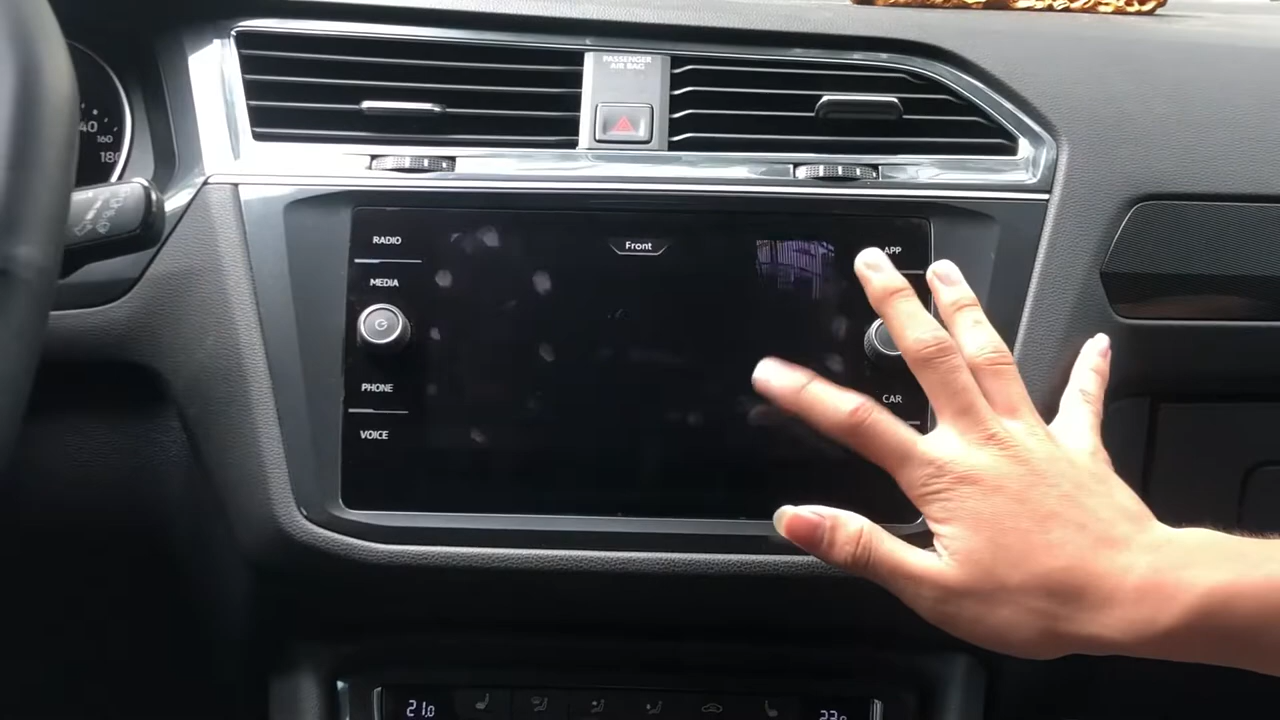 PASSENGER
AIR BAG
40
160
180
RADIO
Front
APP
MEDIA
PHONE
CAR
VOICE
21.0